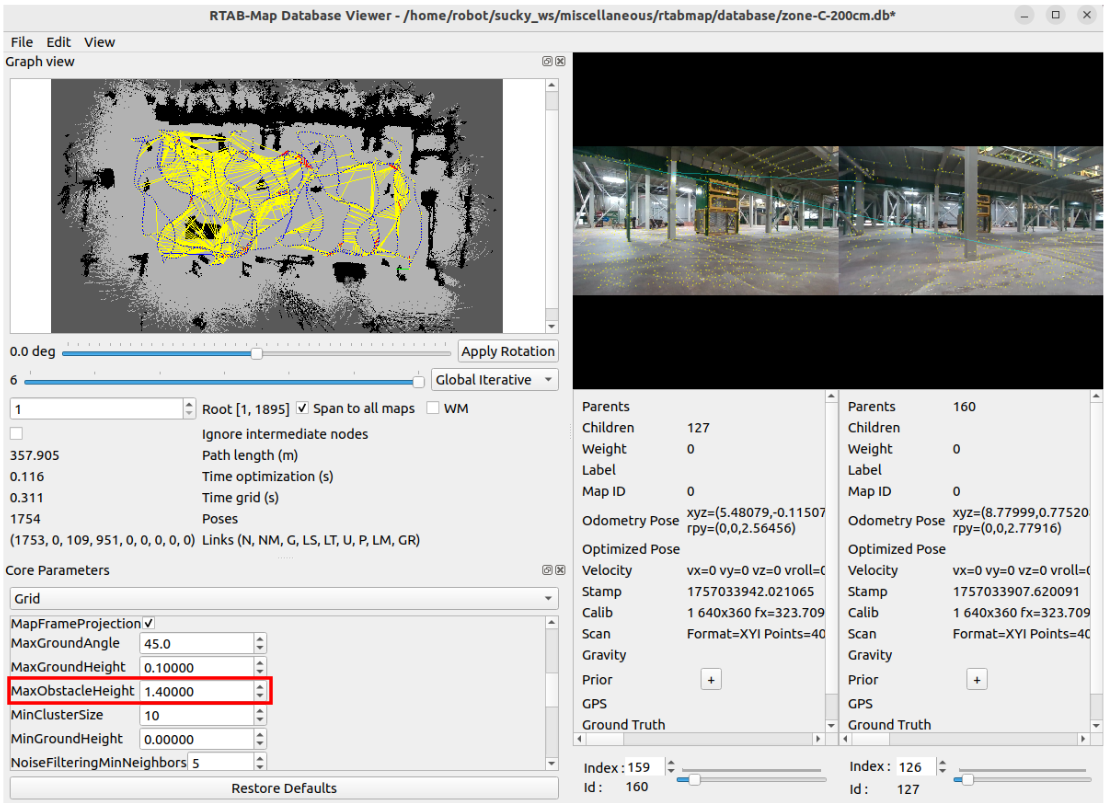 RTAB-Map Database Viewer - /home/robot/sucky_ws/miscellaneous/rtabmap/database/zone-C-200cm.db*
File Edit View
Graph view
0.0 deg
Apply Rotation
6
Global Iterative
1
Root [1, 1895]
Span to all maps
WM
Ignore intermediate nodes
357.905 Path length (m)
0.116 Time optimization (s)
0.311 Time grid (s)
1754 Poses
(1753, 0, 109, 951, 0, 0, 0, 0, 0) Links (N, NM, G, LS, LT, U, P, LM, GR)
Core Parameters
Grid
MapFrameProjection
MaxGroundAngle 45.0
MaxGroundHeight 0.10000
MaxObstacleHeight 1.40000
MinClusterSize 10
MinGroundHeight 0.00000
NoiseFilteringMinNeighbors 5
Restore Defaults
Parents
Children 127
Weight 0
Label
Map ID 0
Odometry Pose xyz=(5.48079,-0.11507
rpy=(0,0,2.56456)
Optimized Pose
Velocity vx=0 vy=0 vz=0 vroll=0
Stamp 1757033942.021065
Calib 1 640x360 fx=323.709
Scan Format=XYI Points=40
Gravity
Prior +
GPS
Ground Truth
Index: 159
Id: 160
Parents 160
Children
Weight 0
Label
Map ID 0
Odometry Pose xyz=(8.77999,0.775208
rpy=(0,0,2.77916)
Optimized Pose
Velocity vx=0 vy=0 vz=0 vroll=0
Stamp 1757033907.620091
Calib 1 640x360 fx=323.709
Scan Format=XYI Points=40
Gravity
Prior +
GPS
Ground Truth
Index: 126
Id: 127